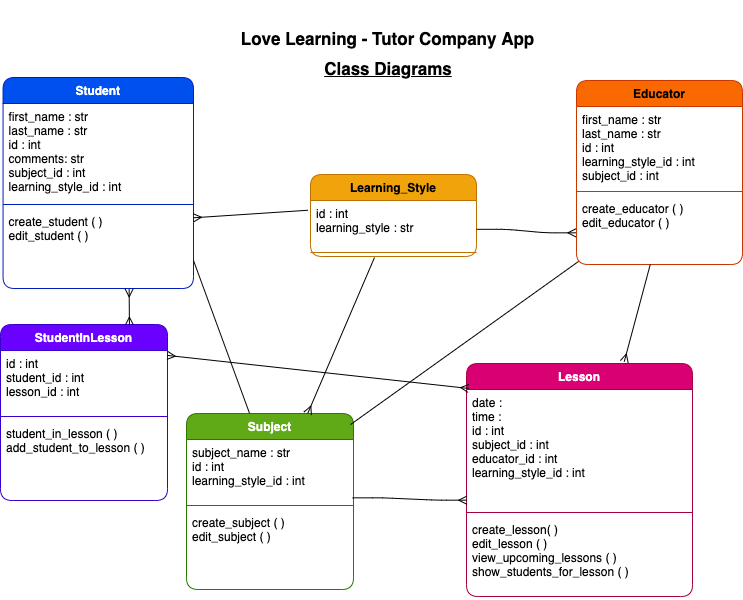 Love Learning - Tutor Company App
Class Diagrams
Student
first_name : str
last_name : str
id : int
comments: str
subject_id : int
learning_style_id : int
create_student ( )
edit_student ( )
Learning_Style
id : int
learning_style : str
Educator
first_name : str
last_name : str
id : int
learning_style_id : int
subject_id : int
create_educator ( )
edit_educator ( )
StudentInLesson
id : int
student_id : int
lesson_id : int
student_in_lesson ( )
add_student_to_lesson ( )
Subject
subject_name : str
id : int
learning_style_id : int
create_subject ( )
edit_subject ( )
Lesson
date :
time :
id : int
subject_id : int
educator_id : int
learning_style_id : int
create_lesson( )
edit_lesson ( )
view_upcoming_lessons ( )
show_students_for_lesson ( )